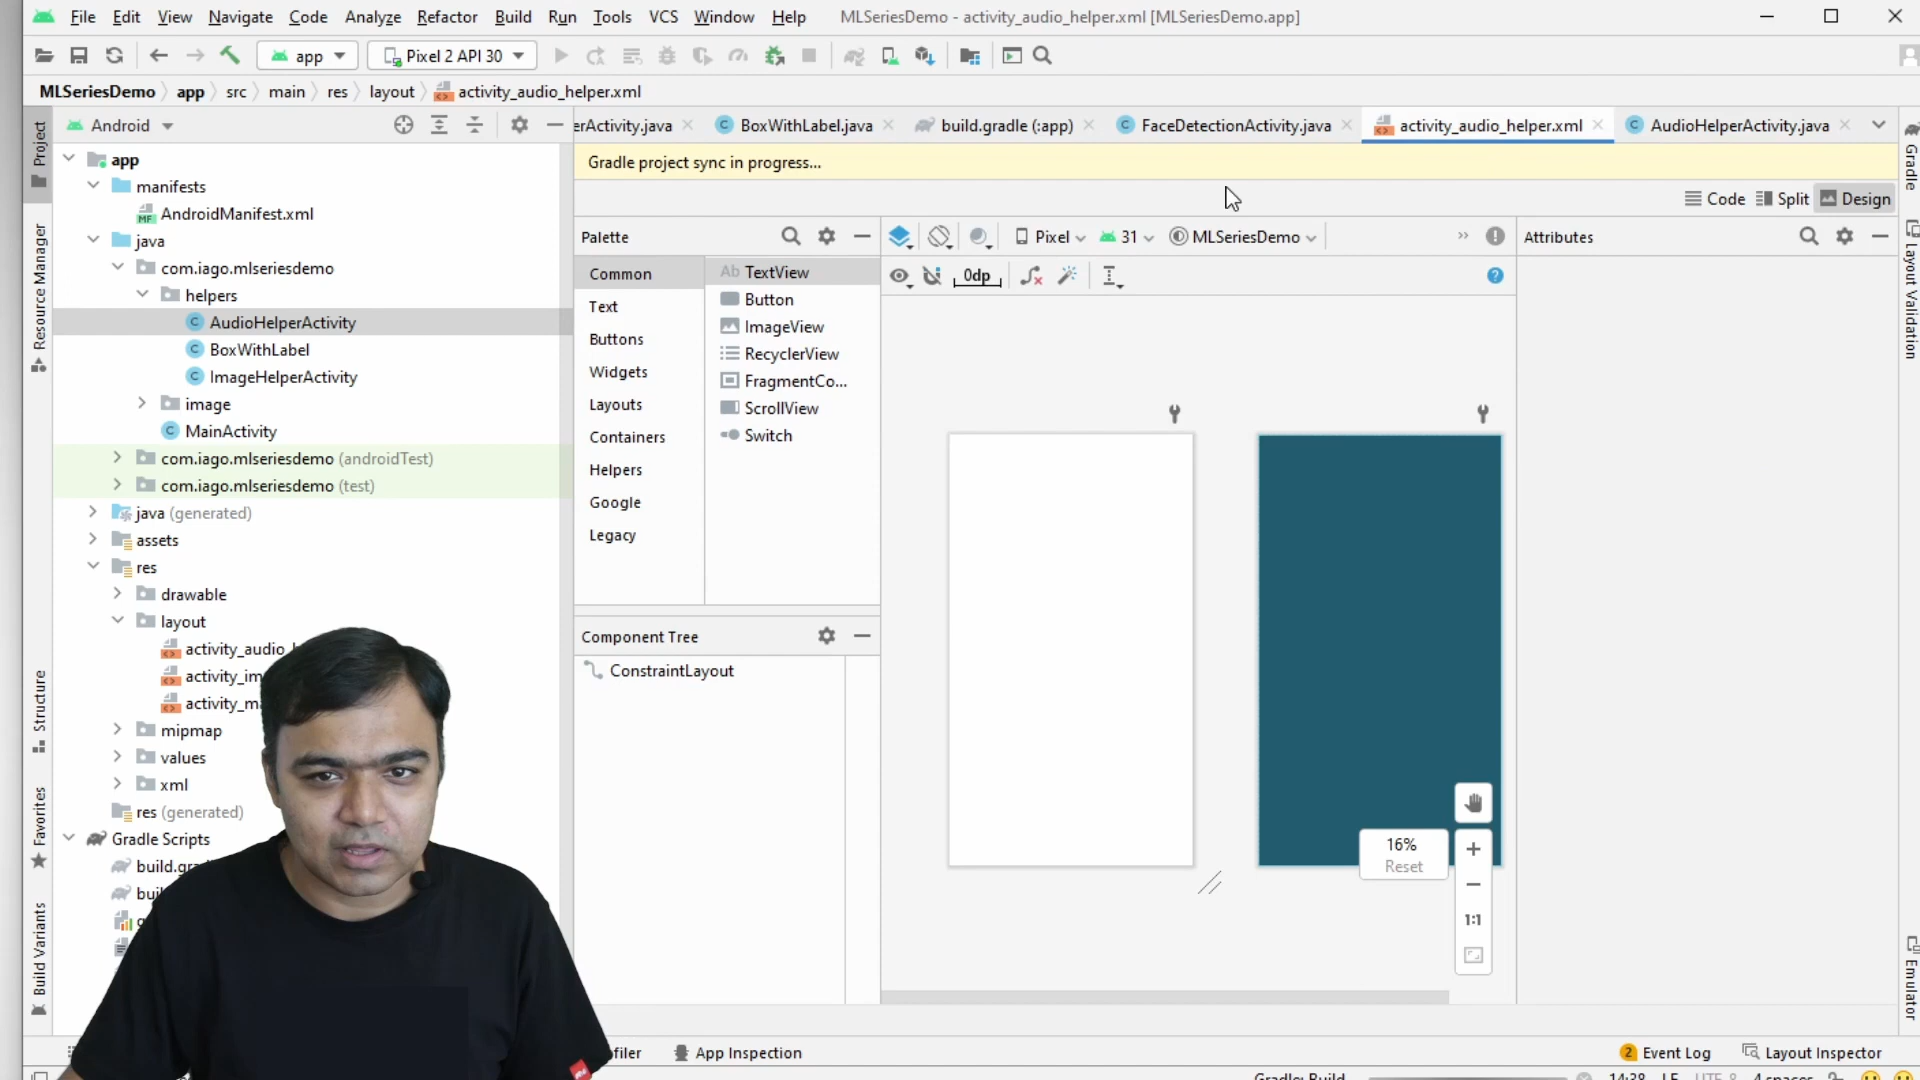 File Edit View Navigate Code Analyze Refactor Build Run Tools VCS Window Help MLSeriesDemo - activity_audio_helper.xml [MLSeriesDemo.app]
app Pixel 2 API 30
MLSeriesDemo app src main res layout activity_audio_helper.xml
Project
Resource Manager
Structure
Favorites
Build Variants
Android
app
manifests
AndroidManifest.xml
java
com.iago.mlseriesdemo
helpers
AudioHelperActivity
BoxWithLabel
ImageHelperActivity
image
MainActivity
com.iago.mlseriesdemo (androidTest)
com.iago.mlseriesdemo (test)
java (generated)
assets
res
drawable
layout
activity_audio_
activity_im
activity_m
mipmap
values
xml
res (generated)
Gradle Scripts
build.gra
buil
erActivity.java BoxWithLabel.java build.gradle (:app) FaceDetectionActivity.java activity_audio_helper.xml AudioHelperActivity.java
Gradle project sync in progress...
Code Split Design
Palette
Common
Text
Buttons
Widgets
Layouts
Containers
Helpers
Google
Legacy
Ab TextView
Button
ImageView
RecyclerView
FragmentCo...
ScrollView
Switch
Component Tree
ConstraintLayout
Pixel 31 MLSeriesDemo
0dp
16%
Reset
1:1
Attributes
Gradle
Layout Validation
Emulator
filer App Inspection Event Log Layout Inspector